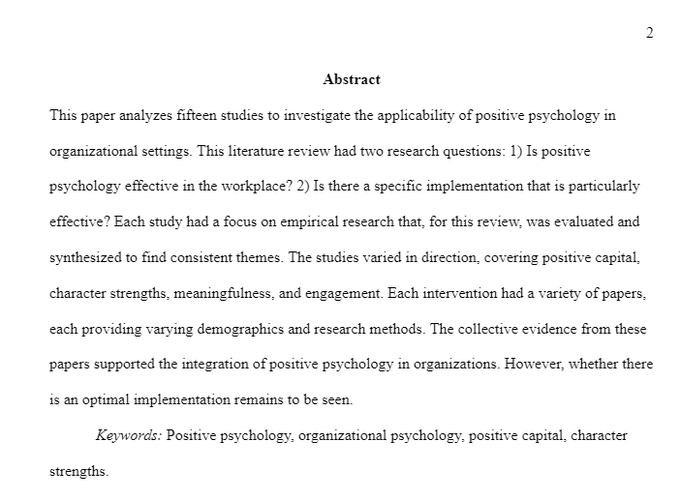 2
Abstract
This paper analyzes fifteen studies to investigate the applicability of positive psychology in
organizational settings. This literature review had two research questions: 1) Is positive
psychology effective in the workplace? 2) Is there a specific implementation that is particularly
effective? Each study had a focus on empirical research that, for this review, was evaluated and
synthesized to find consistent themes. The studies varied in direction, covering positive capital,
character strengths, meaningfulness, and engagement. Each intervention had a variety of papers,
each providing varying demographics and research methods. The collective evidence from these
papers supported the integration of positive psychology in organizations. However, whether there
is an optimal implementation remains to be seen.
Keywords: Positive psychology, organizational psychology, positive capital, character
strengths.